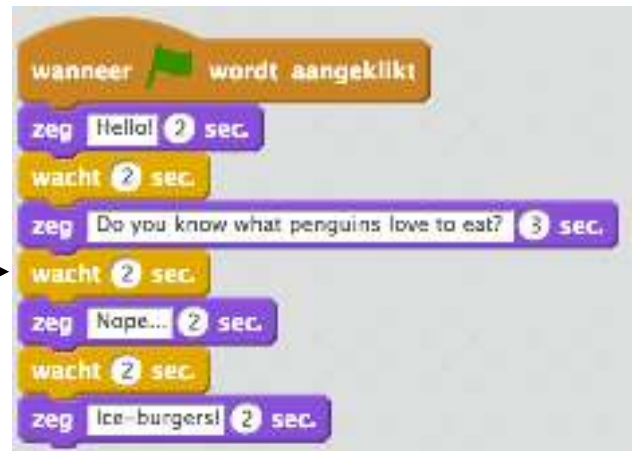 wanneer wordt aangeklikt
zeg Hello! 2 sec.
wacht 2 sec.
zeg Do you know what penguins love to eat? 3 sec.
wacht 2 sec.
zeg Nope... 2 sec.
wacht 2 sec.
zeg Ice-burgers! 2 sec.